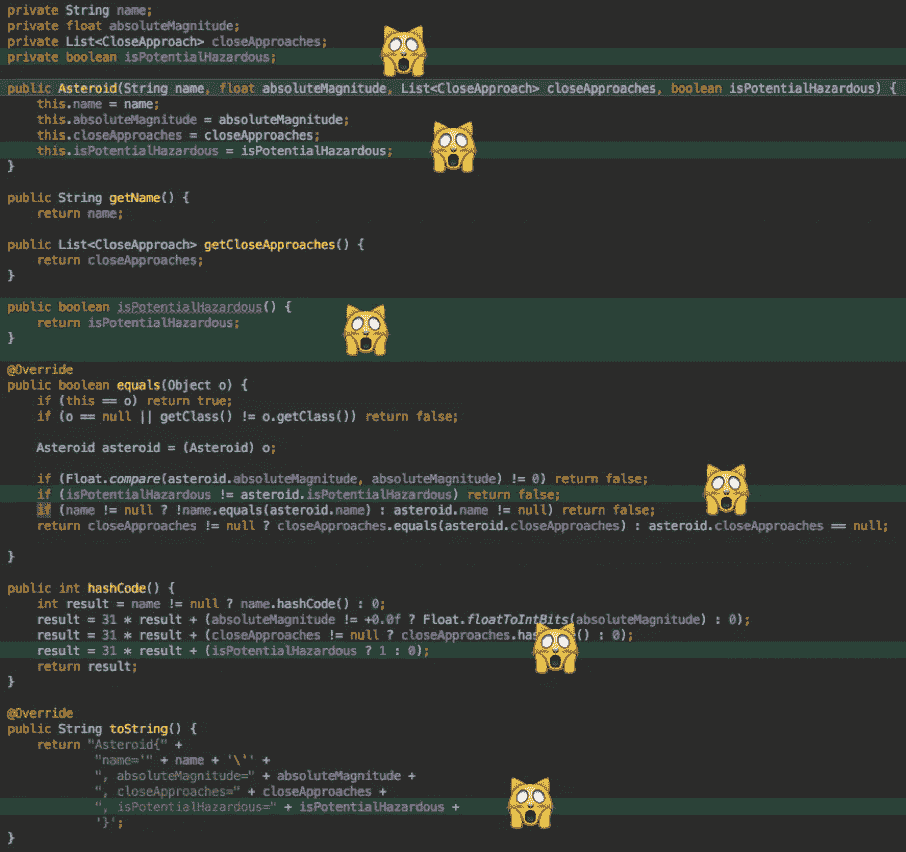 private String name;
private float absoluteMagnitude;
private List<CloseApproach> closeApproaches;
private boolean isPotentialHazardous;
public Asteroid(String name, float absoluteMagnitude, List<CloseApproach> closeApproaches, boolean isPotentialHazardous) {
this.name = name;
this.absoluteMagnitude = absoluteMagnitude;
this.closeApproaches = closeApproaches;
this.isPotentialHazardous = isPotentialHazardous;
}
public String getName() {
return name;
public List<CloseApproach> getCloseApproaches() {
return closeApproaches;
}
public boolean isPotentialHazardous() {
return isPotentialHazardous;
}
@Override
public boolean equals(Object o) {
if (this == o) return true;
if (o == null || getClass() != o.getClass()) return false;
Asteroid asteroid = (Asteroid) o;
if (Float.compare(asteroid.absoluteMagnitude, absoluteMagnitude) != 0) return false;
if (isPotentialHazardous != asteroid.isPotentialHazardous) return false;
if (name != null ? !name.equals(asteroid.name) : asteroid.name != null) return false;
return closeApproaches != null ? closeApproaches.equals(asteroid.closeApproaches) : asteroid.closeApproaches == null;
}
public int hashCode() {
int result = name != null ? name.hashCode() : 0;
result = 31 * result + (absoluteMagnitude != +0.0f ? Float.floatToIntBits(absoluteMagnitude) : 0);
result = 31 * result + (closeApproaches != null ? closeApproaches.has () : 0);
result = 31 * result + (isPotentialHazardous ? 1 : 0);
return result;
}
@Override
public String toString() {
return "Asteroid{" +
"name='" + name + '\'' +
", absoluteMagnitude=" + absoluteMagnitude +
", closeApproaches=" + closeApproaches +
", isPotentialHazardous=" + isPotentialHazardous +
'}';
}